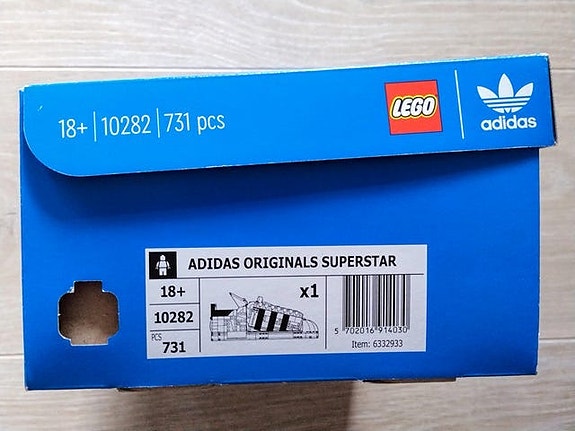 18+ | 10282 | 731 pcs
LEGO
adidas
ADIDAS ORIGINALS SUPERSTAR
18+
10282
PCS
731
x1
5 702016 914030
Item: 6332933